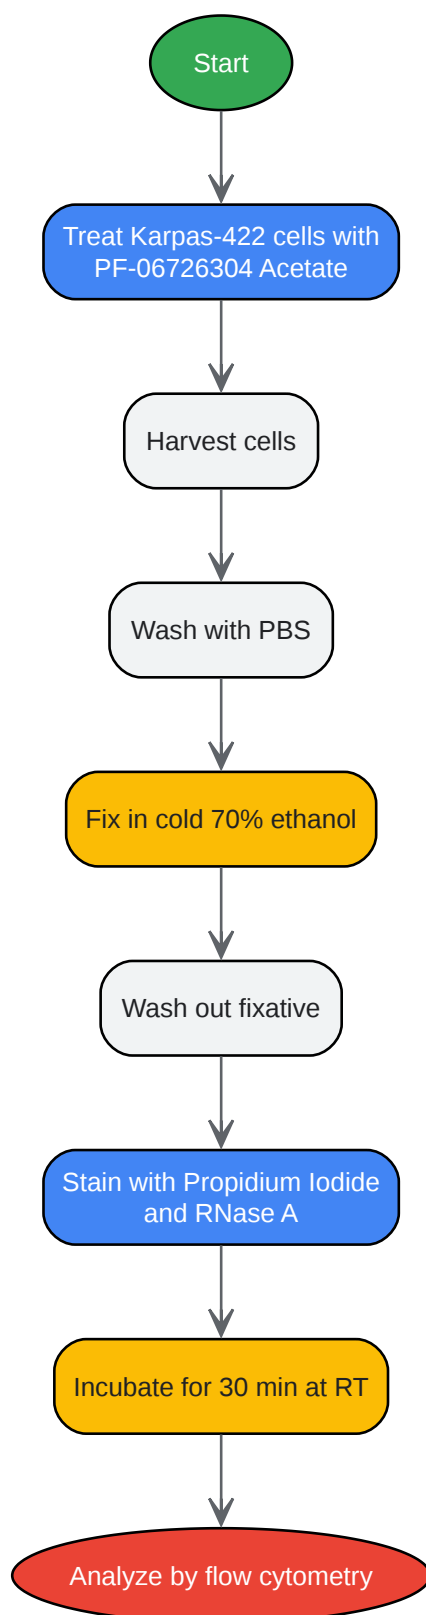 Start
Treat Karpas-422 cells with
PF-06726304 Acetate
Harvest cells
Wash with PBS
Fix in cold 70% ethanol
Wash out fixative
Stain with Propidium Iodide
and RNase A
Incubate for 30 min at RT
Analyze by flow cytometry